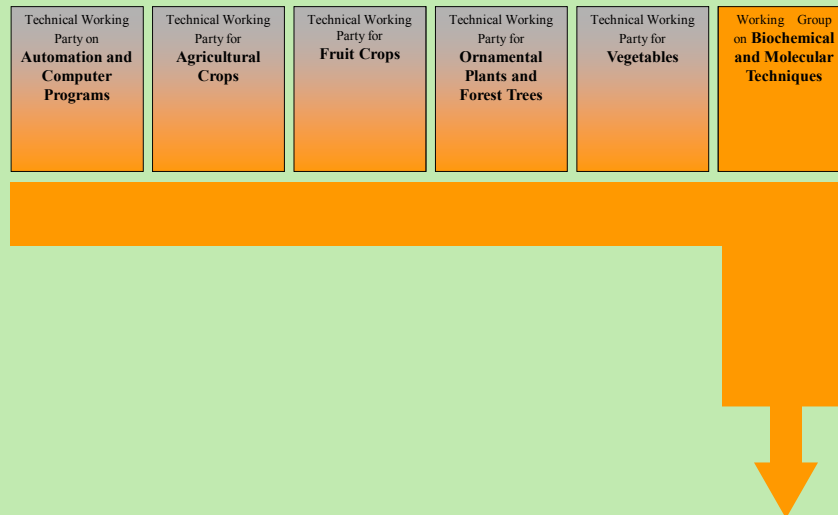 Technical Working
Party on
Automation and
Computer
Programs
Technical Working
Party for
Agricultural
Crops
Technical Working
Party for
Fruit Crops
Technical Working
Party for
Ornamental
Plants and
Forest Trees
Technical Working
Party for
Vegetables
Working Group
on Biochemical
and Molecular
Techniques